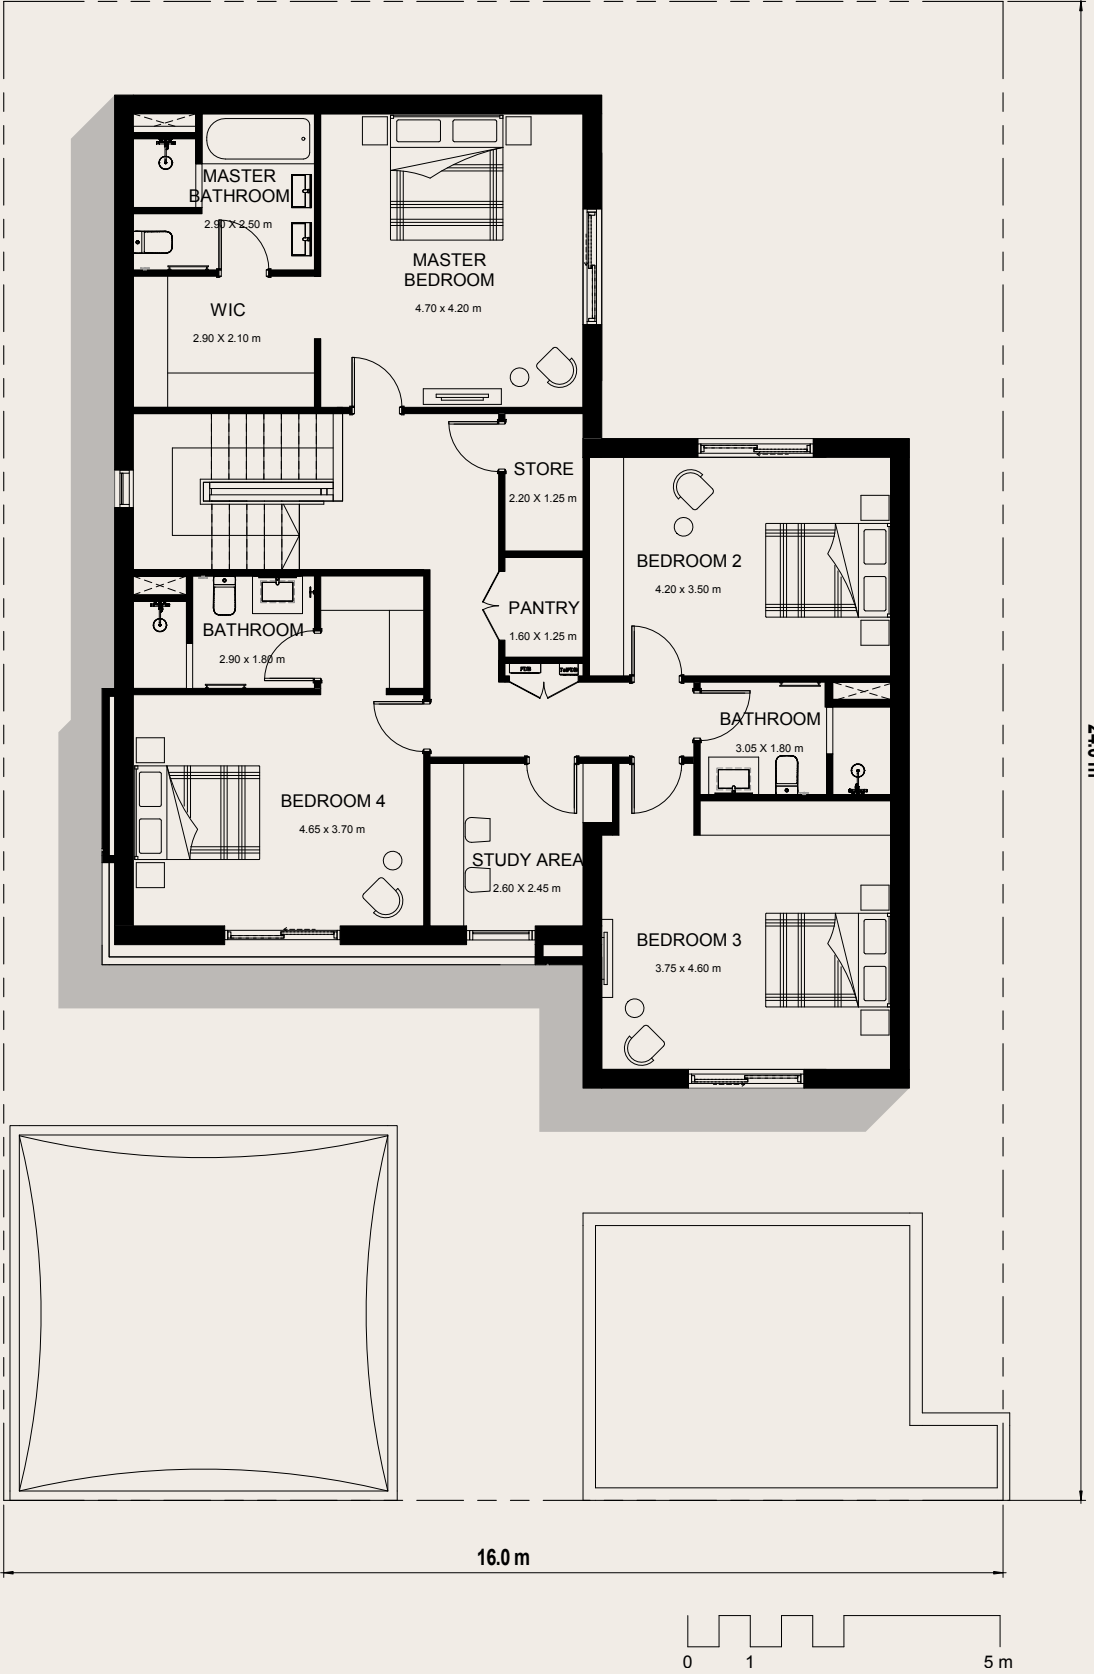 MASTER
BATHROOM
2.90 X 2.50 m
MASTER
BEDROOM
4.70 x 4.20 m
WIC
2.90 X 2.10 m
STORE
2.20 X 1.25 m
BEDROOM 2
4.20 x 3.50 m
PANTRY
1.60 X 1.25 m
BATHROOM
2.90 x 1.80 m
BATHROOM
3.05 X 1.80 m
BEDROOM 4
4.65 x 3.70 m
STUDY AREA
2.60 X 2.45 m
BEDROOM 3
3.75 x 4.60 m
16.0 m
0 1 5 m